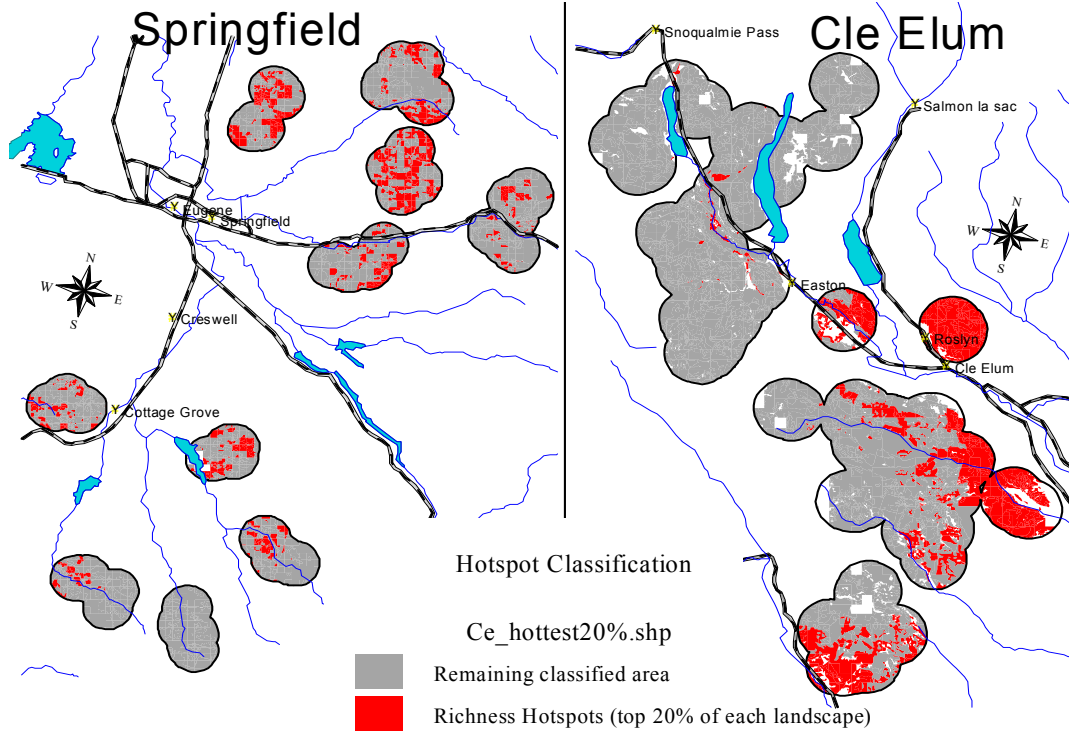 Springfield
Cle Elum
Snoqualmie Pass
Salmon la sac
Eugene
Springfield
N
W
E
S
N
W
E
S
Easton
Creswell
Roslyn
Cle Elum
Cottage Grove
Hotspot Classification
Ce_hottest20%.shp
Remaining classified area
Richness Hotspots (top 20% of each landscape)